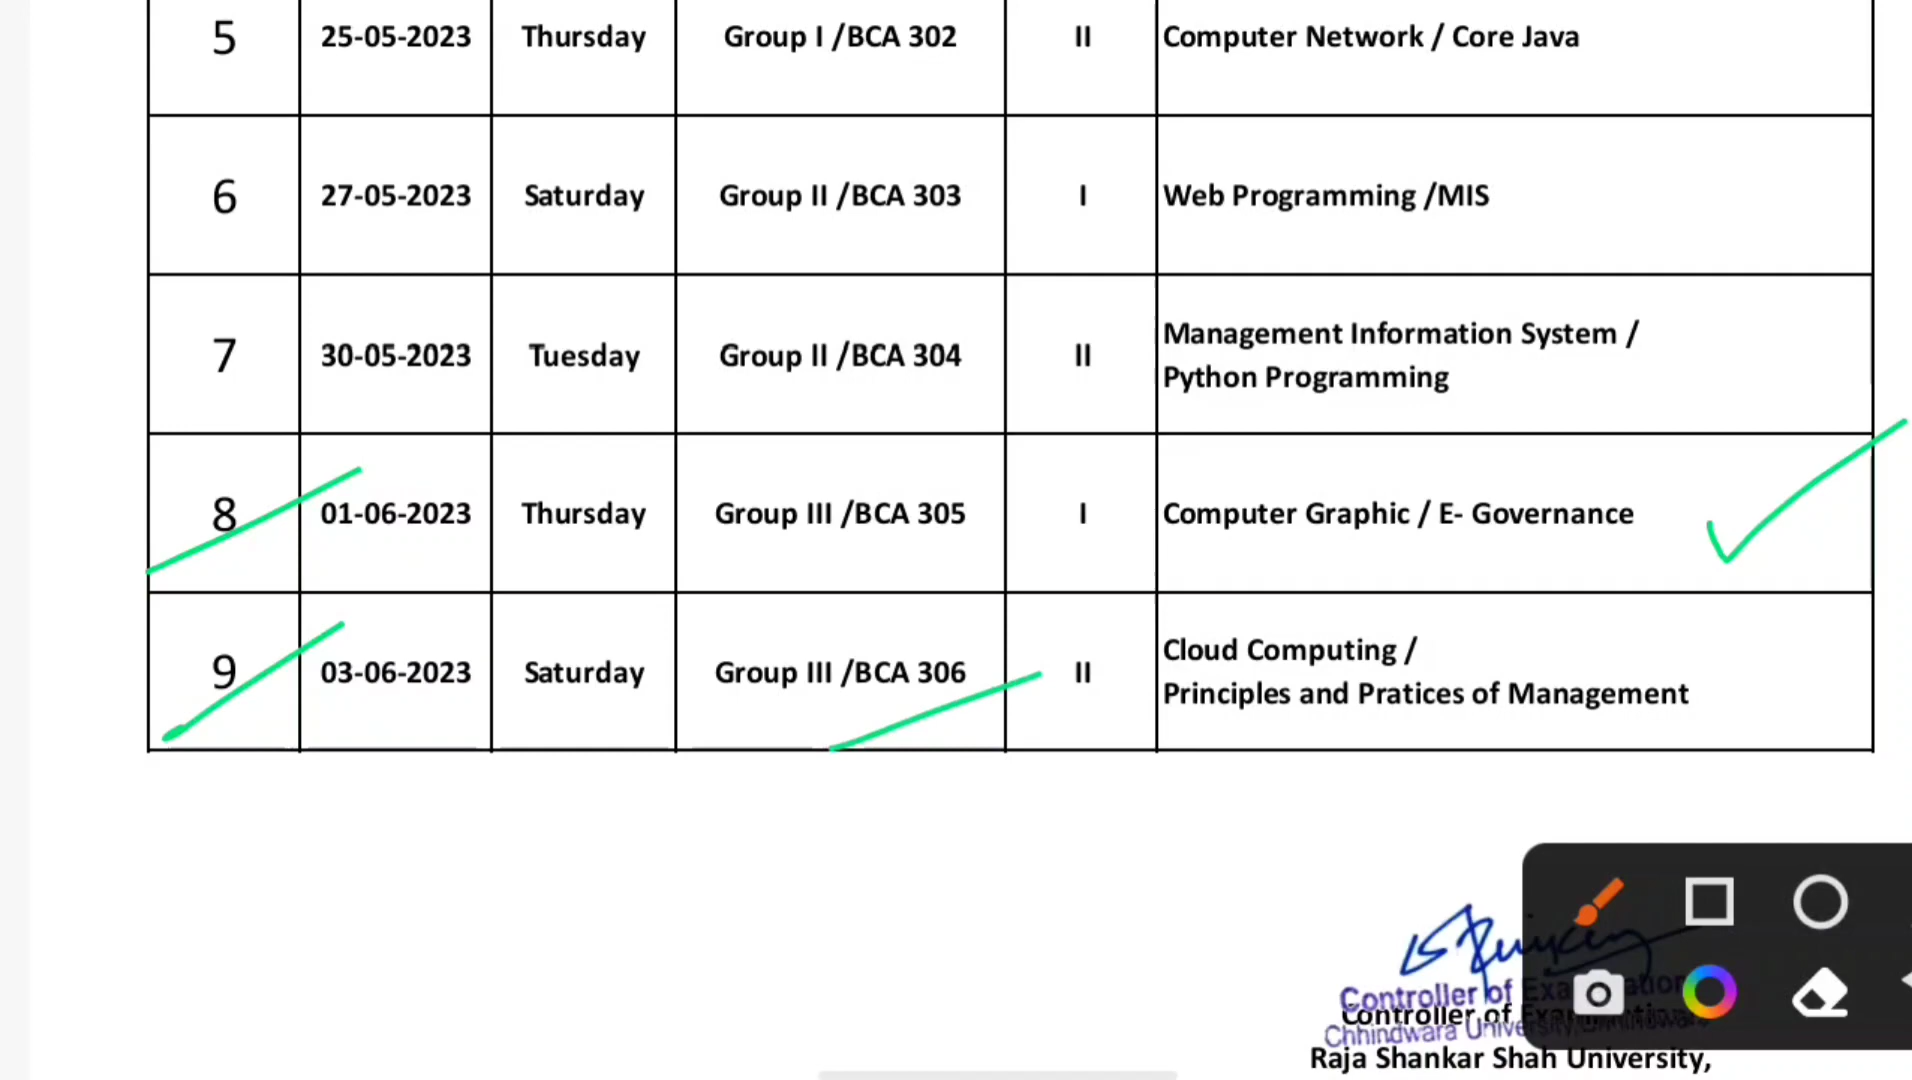 5 25-05-2023 Thursday Group I /BCA 302 II Computer Network / Core Java
6 27-05-2023 Saturday Group II /BCA 303 I Web Programming /MIS
7 30-05-2023 Tuesday Group II /BCA 304 II Management Information System /
Python Programming
8 01-06-2023 Thursday Group III /BCA 305 I Computer Graphic / E- Governance
9 03-06-2023 Saturday Group III /BCA 306 II Cloud Computing /
Principles and Pratices of Management
Controller of
Controller of
Chhindwara
Raja Shankar Shah University,